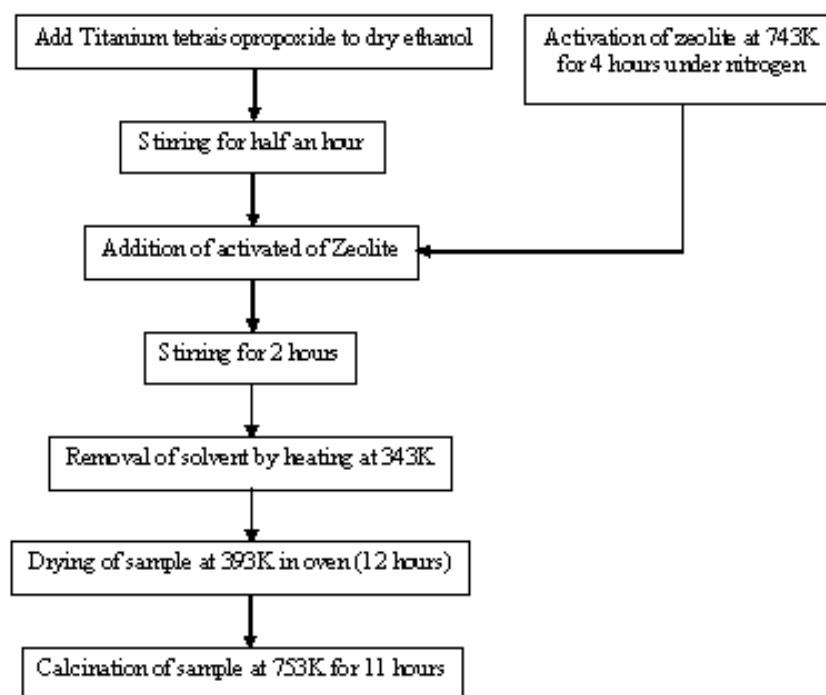 Add Titanium tetraisopropoxide to dry ethanol
Activation of zeolite at 743K
for 4 hours under nitrogen
Stirring for half an hour
Addition of activated of Zeolite
Stirring for 2 hours
Removal of solvent by heating at 343K
Drying of sample at 393K in oven (12 hours)
Calcination of sample at 753K for 11 hours